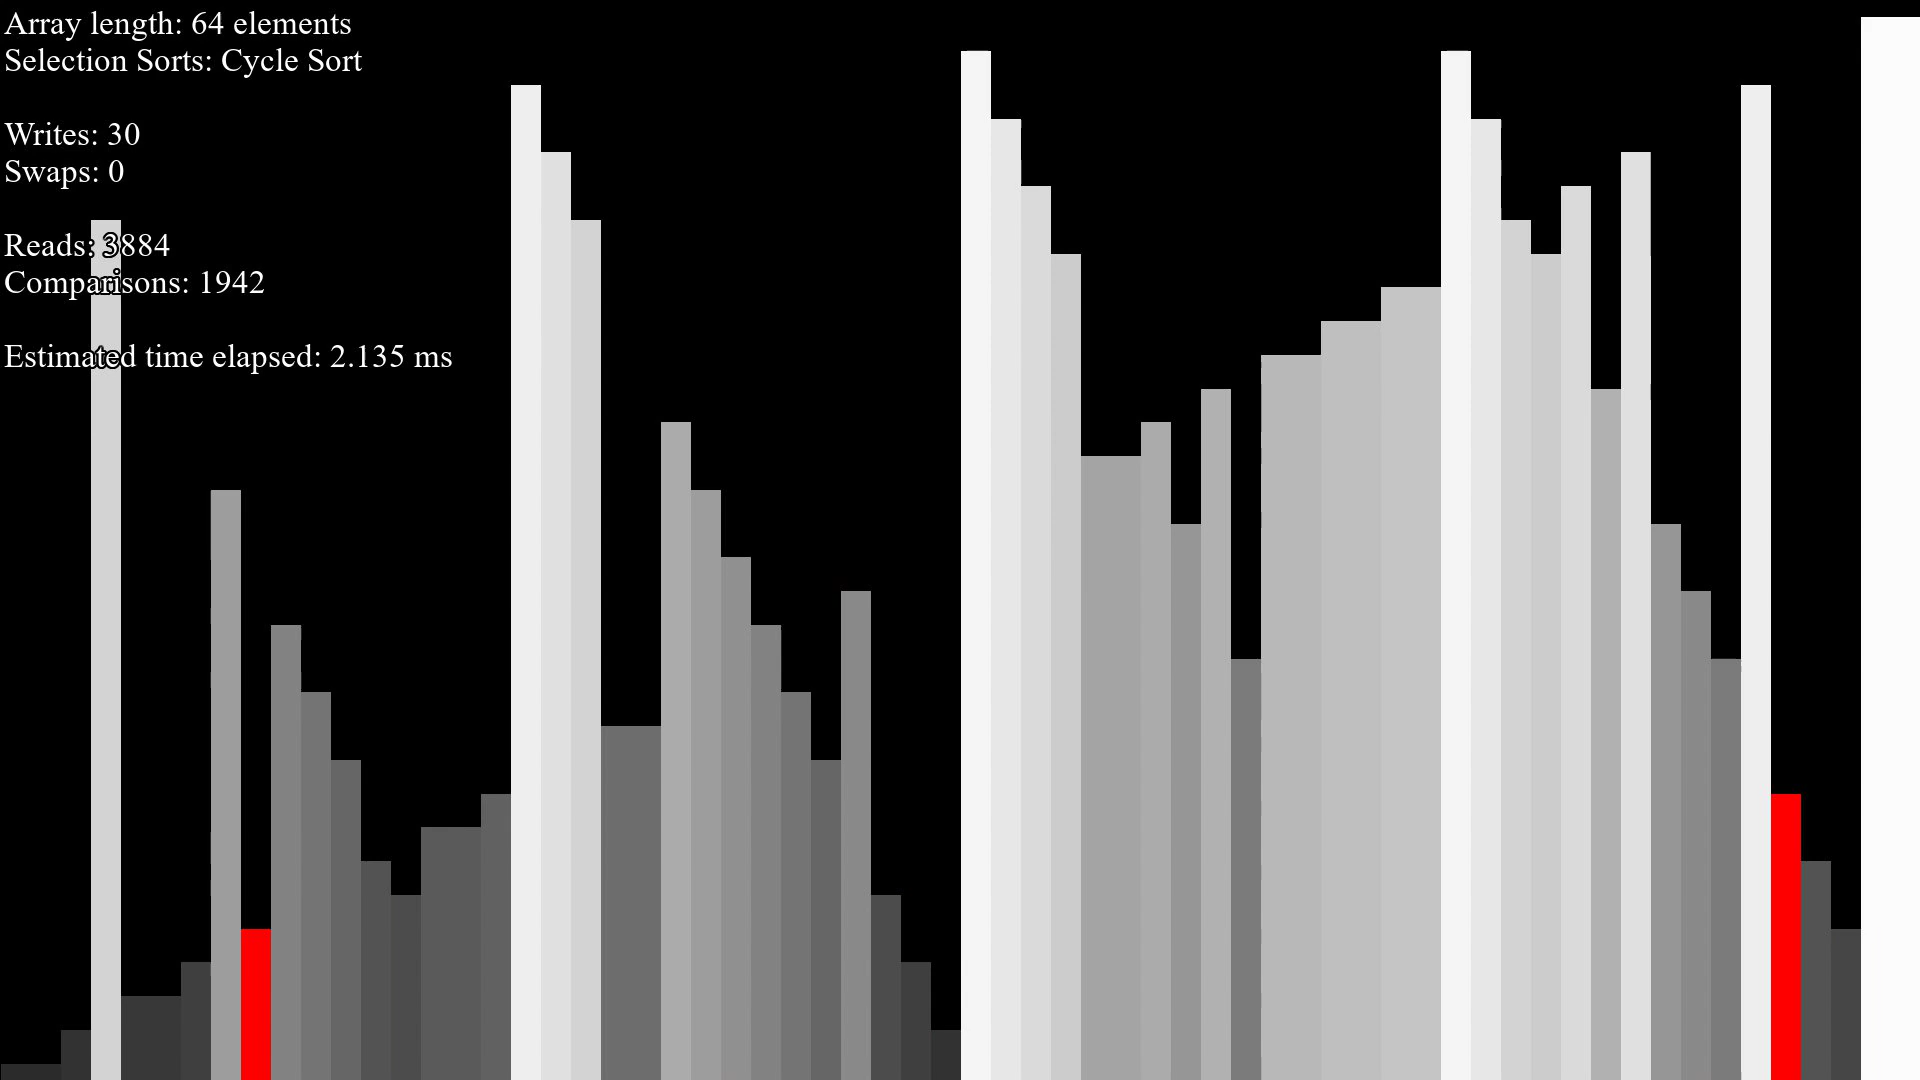 Array length: 64 elements
Selection Sorts: Cycle Sort
Writes: 30
Swaps: 0
Reads: 3884
Comparisons: 1942
Estimated time elapsed: 2.135 ms